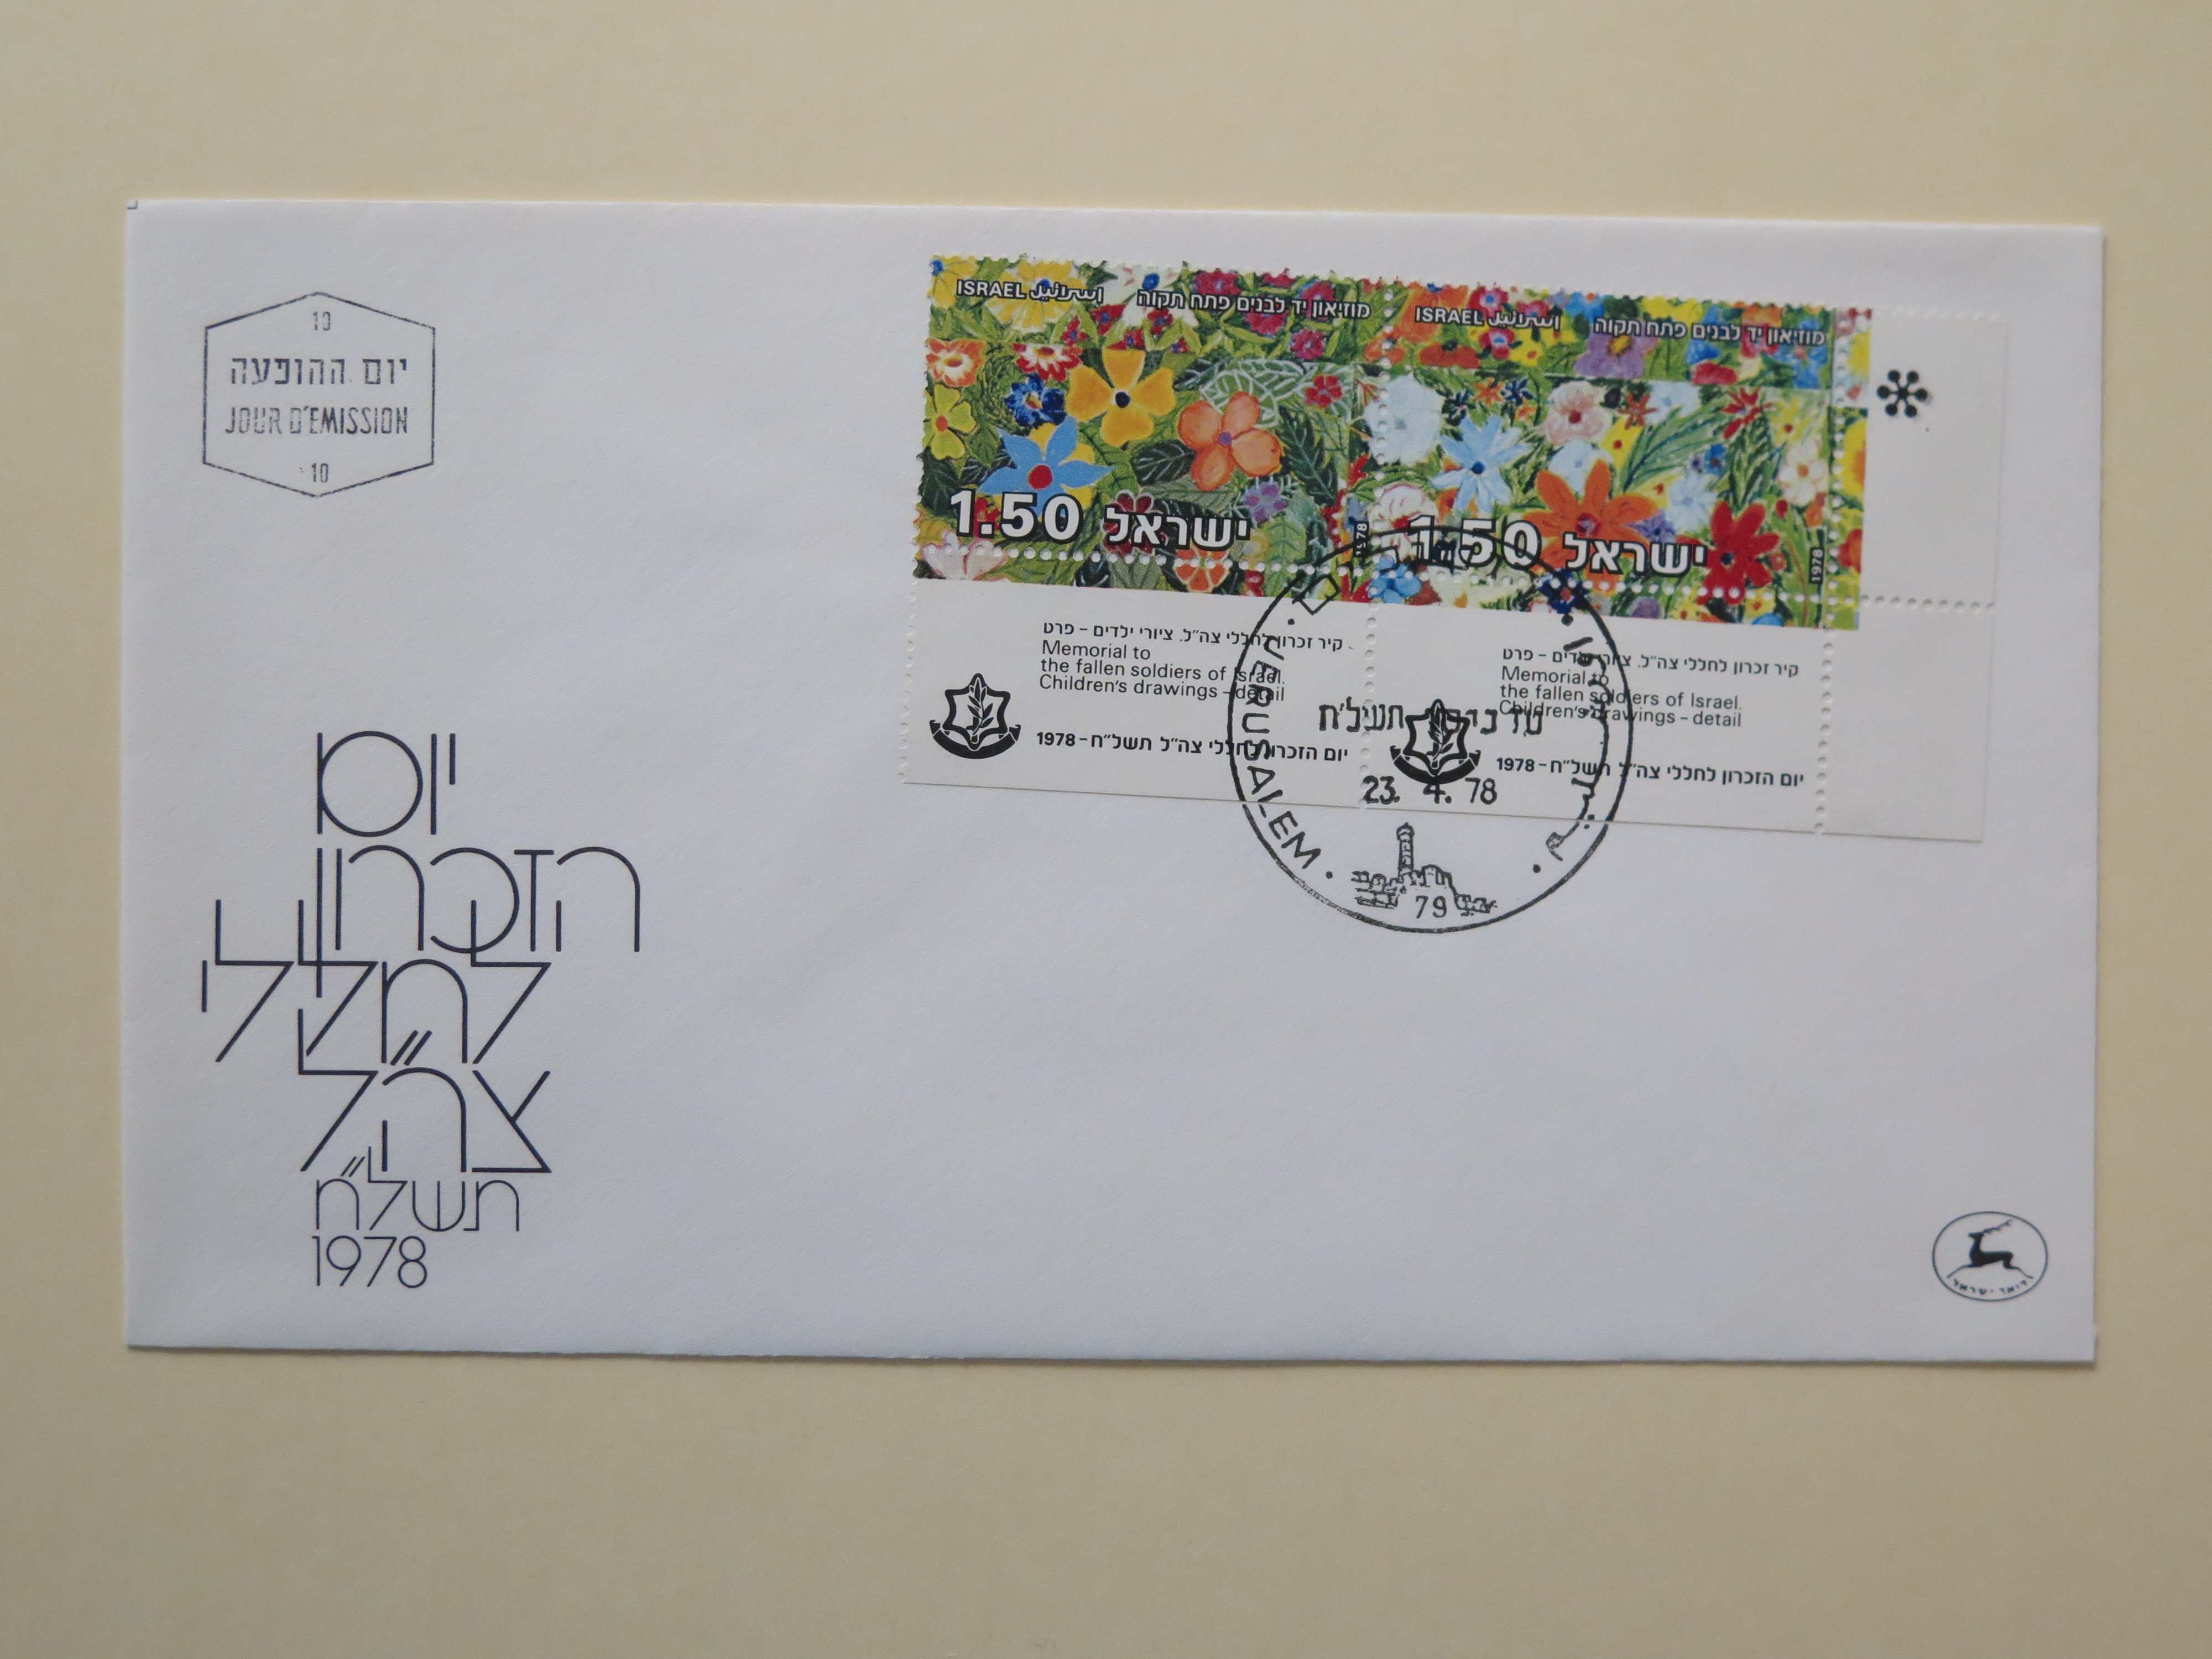 10
יום ההופעה
JOUR D'EMISSION
10
ISRAEL إسرائيل מוזיאון יד לבנים פתח תקוה
1.50 ישראל
1978
קיר זכרון לחללי צה״ל. ציורי ילדים – פרט
Memorial to
the fallen soldiers of Israel.
Children's drawings – detail
יום הזכרון לחללי צה״ל תשל״ח – 1978
ISRAEL إسرائيل מוזיאון יד לבנים פתח תקוה
1.50 ישראל
1978
קיר זכרון לחללי צה״ל. ציורי ילדים – פרט
Memorial to
the fallen soldiers of Israel.
Children's drawings – detail
יום הזכרון לחללי צה״ל תשל״ח – 1978
JERUSALEM
תשל"ח
23. 4. 78
79
יום
הזכרון
לחללי
צה״ל
תשל״ח
1978
דואר-ישראל